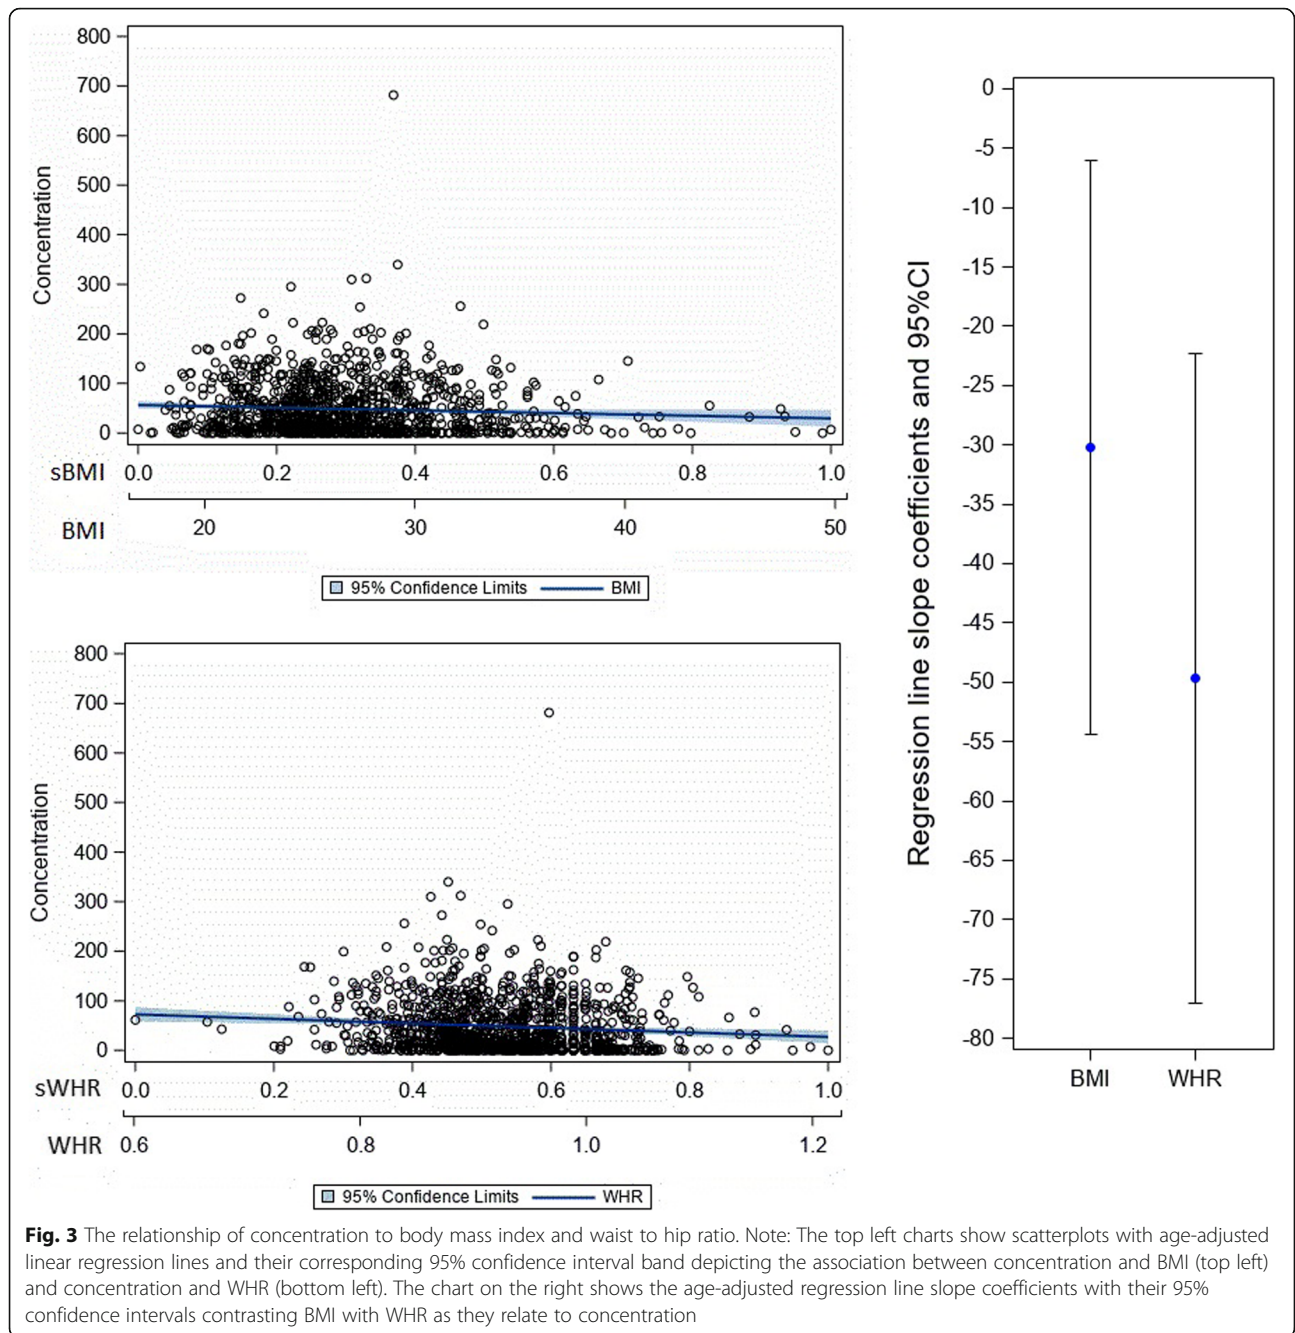 800
700
600
500
400
300
200
100
0
Concentration
sBMI 0.0 0.2 0.4 0.6 0.8 1.0
BMI 20 30 40 50
95% Confidence Limits BMI
800
700
600
500
400
300
200
100
0
Concentration
sWHR 0.0 0.2 0.4 0.6 0.8 1.0
WHR 0.6 0.8 1.0 1.2
95% Confidence Limits WHR
Regression line slope coefficients and 95%CI
0
-5
-10
-15
-20
-25
-30
-35
-40
-45
-50
-55
-60
-65
-70
-75
-80
BMI WHR
Fig. 3 The relationship of concentration to body mass index and waist to hip ratio. Note: The top left charts show scatterplots with age-adjusted
linear regression lines and their corresponding 95% confidence interval band depicting the association between concentration and BMI (top left)
and concentration and WHR (bottom left). The chart on the right shows the age-adjusted regression line slope coefficients with their 95%
confidence intervals contrasting BMI with WHR as they relate to concentration